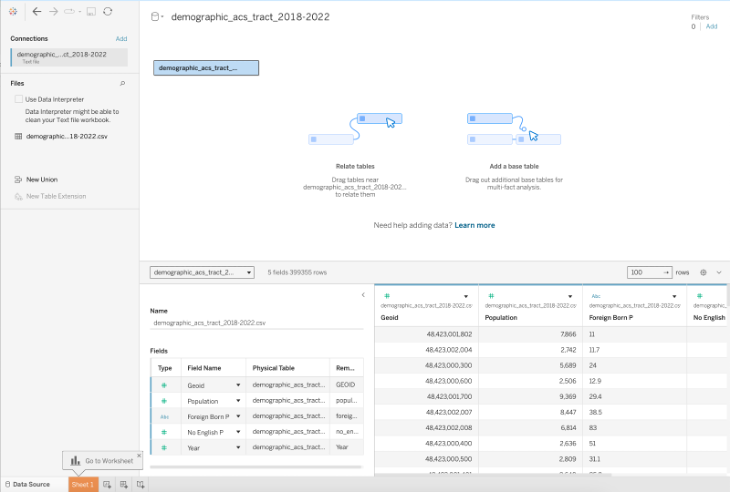 demographic_acs_tract_2018-2022
Filters
0 | Add
Connections
Add
demographic_...ct_2018-2022
Text file
Files
Use Data Interpreter
Data Interpreter might be able to
clean your Text file workbook.
demographic...18-2022.csv
New Union
New Table Extension
demographic_acs_tract_...
Relate tables
Drag tables near
demographic_acs_tract_2018-202...
to relate them
Add a base table
Drag out additional base tables for
multi-fact analysis.
Need help adding data? Learn more
demographic_acs_tract_2...
5 fields 399355 rows
100
rows
Name
demographic_acs_tract_2018-2022.csv
Fields
Type Field Name Physical Table Rem...
Geoid demographic_acs_tract... GEOID
Population demographic_acs_tract... popul...
Abc Foreign Born P demographic_acs_tract... foreig...
No English P demographic_acs_tract... no_en...
Year demographic_acs_tract... Year
Abc
demographic_acs_tract_2018-2022.csv demographic_acs_tract_2018-2022.csv demographic_acs_tract_2018-2022.csv
Geoid Population Foreign Born P No English
48,423,001,802 7,866 11
48,423,002,004 2,742 11.7
48,423,000,300 5,689 24
48,423,000,600 2,506 12.9
48,423,001,700 9,369 29.4
48,423,002,007 8,447 38.5
48,423,002,008 6,814 83
48,423,000,400 2,636 51
48,423,000,500 2,809 31.1
Go to Worksheet
Data Source
Sheet 1